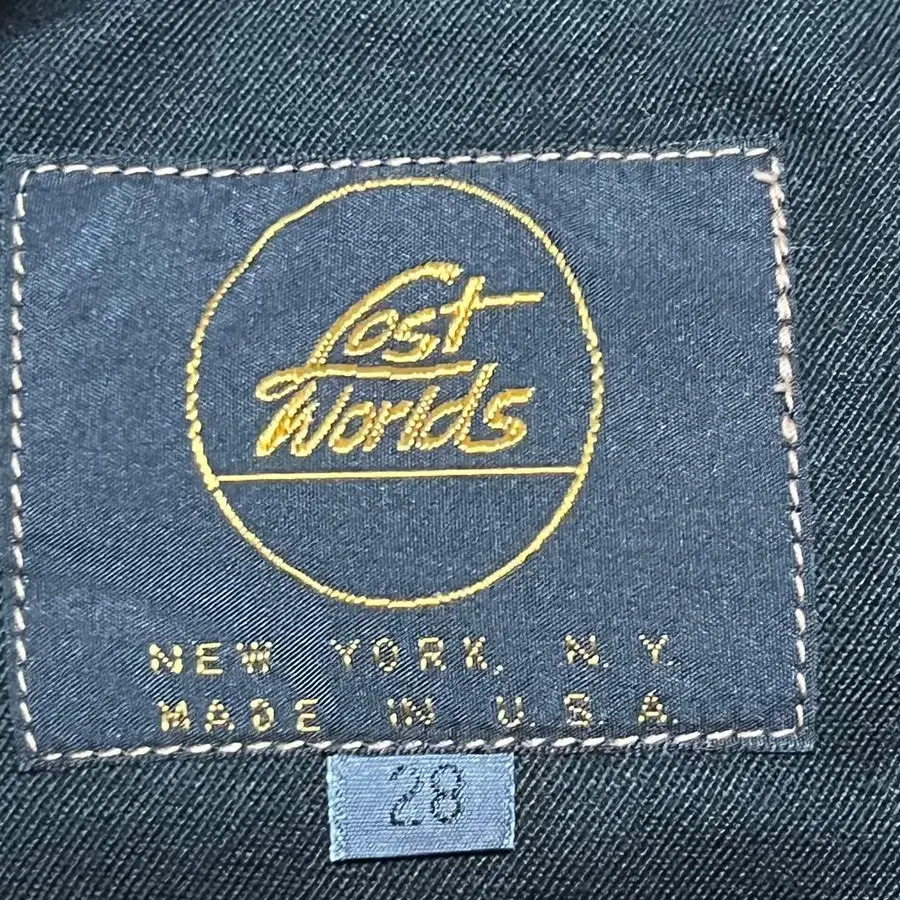 Lost
Worlds
NEW YORK, N.Y.
MADE IN U.S.A.
28